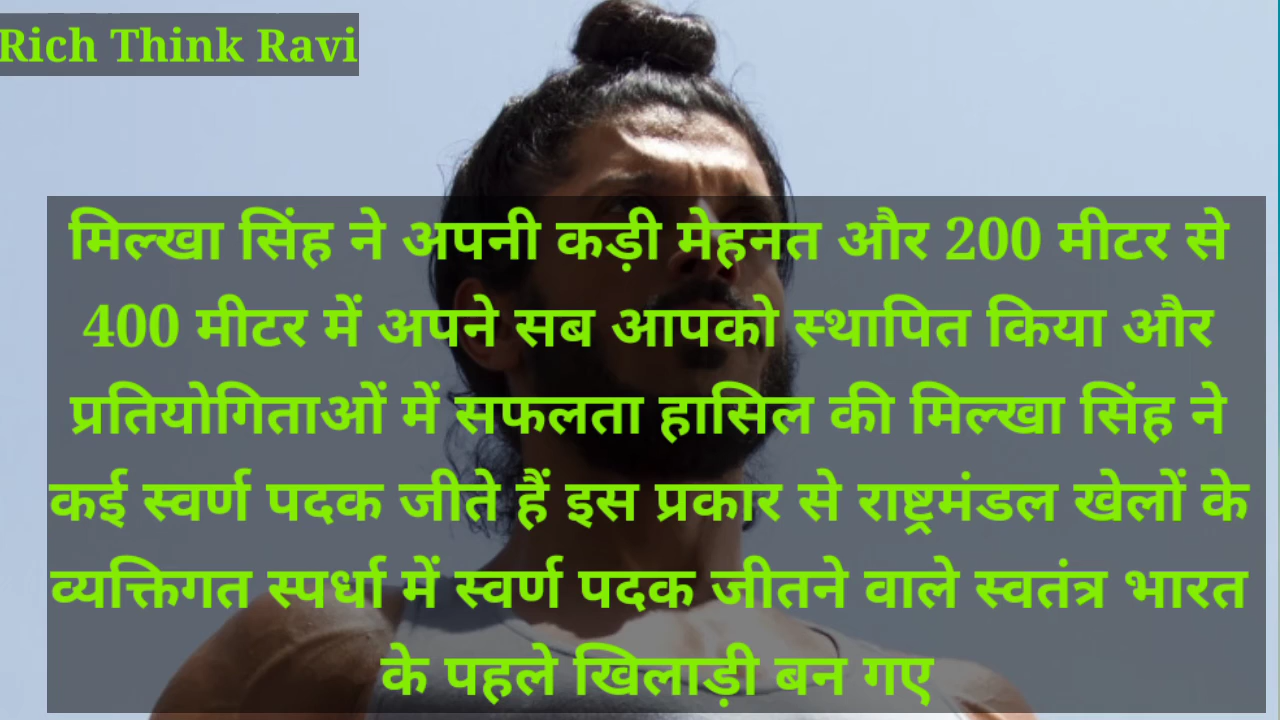 Rich Think Ravi
मिल्खा सिंह ने अपनी कड़ी मेहनत और 200 मीटर से
400 मीटर में अपने सब आपको स्थापित किया और
प्रतियोगिताओं में सफलता हासिल की मिल्खा सिंह ने
कई स्वर्ण पदक जीते हैं इस प्रकार से राष्ट्रमंडल खेलों के
व्यक्तिगत स्पर्धा में स्वर्ण पदक जीतने वाले स्वतंत्र भारत
के पहले खिलाड़ी बन गए